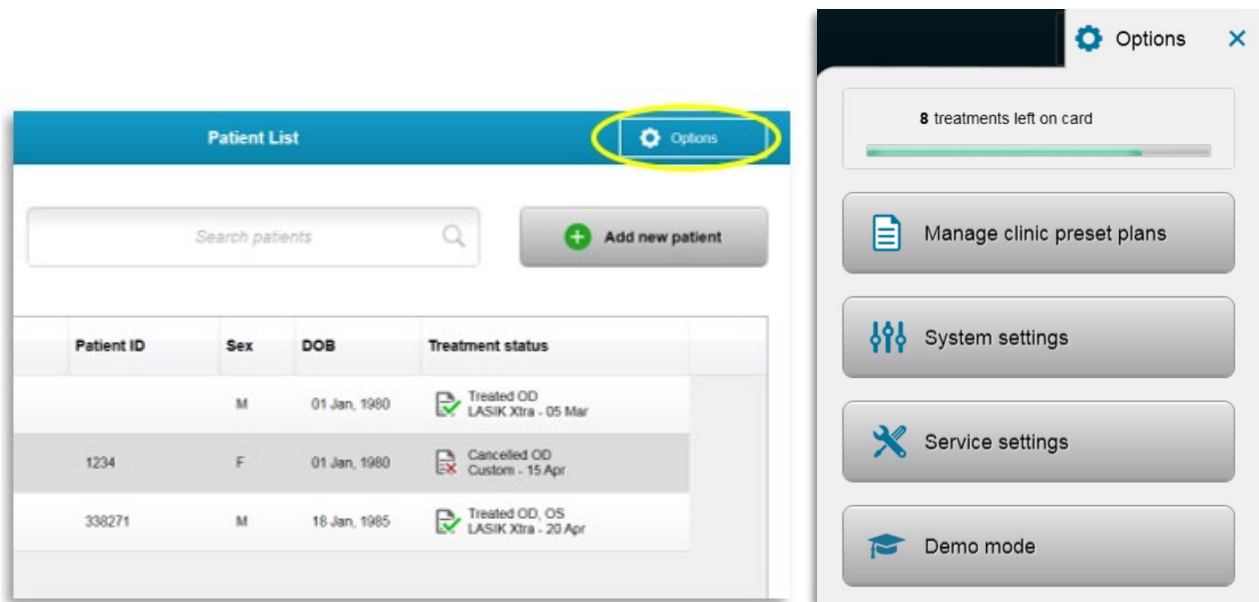 Patient List
Options
Search patients
Add new patient
Patient ID Sex DOB Treatment status
M 01 Jan, 1980 Treated OD
LASIK Xtra - 05 Mar
1234 F 01 Jan, 1980 Cancelled OD
Custom - 15 Apr
338271 M 18 Jan, 1985 Treated OD, OS
LASIK Xtra - 20 Apr
Options
8 treatments left on card
Manage clinic preset plans
System settings
Service settings
Demo mode